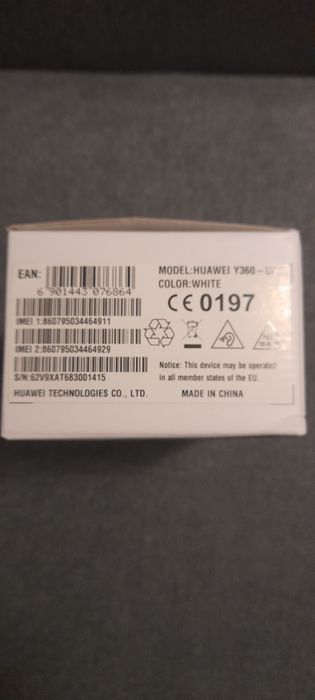 EAN:
6 901443 076864
MODEL:HUAWEI Y360-
COLOR:WHITE
CE 0197
IMEI 1:860795034464911
IMEI 2:860795034464929
S/N:62V9XAT683001415
Notice: This device may be operated
in all member states of the EU.
HUAWEI TECHNOLOGIES CO., LTD.
MADE IN CHINA